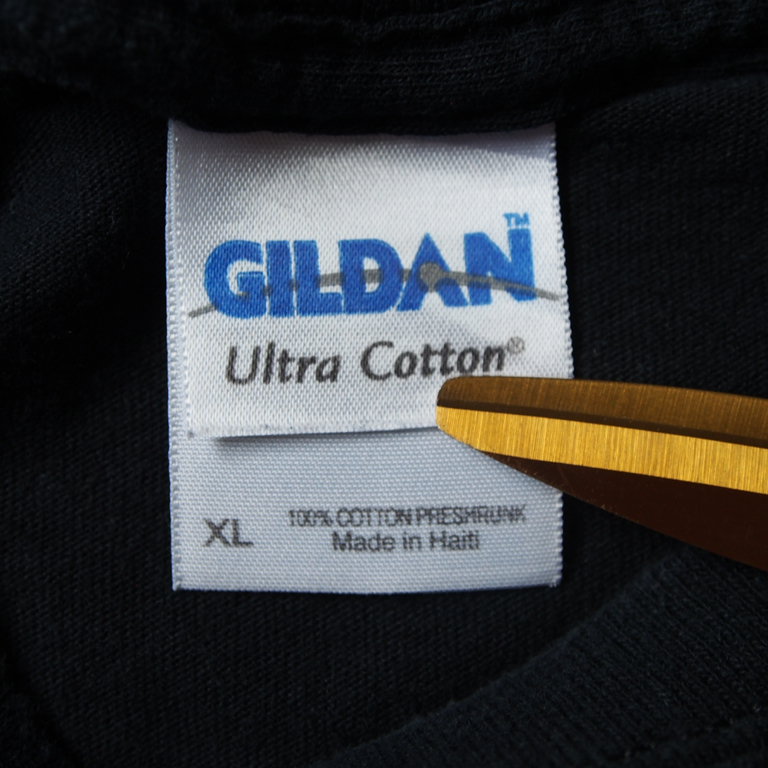 GILDAN™
Ultra Cotton®
XL
100% COTTON PRESHRUNK
Made in Haiti